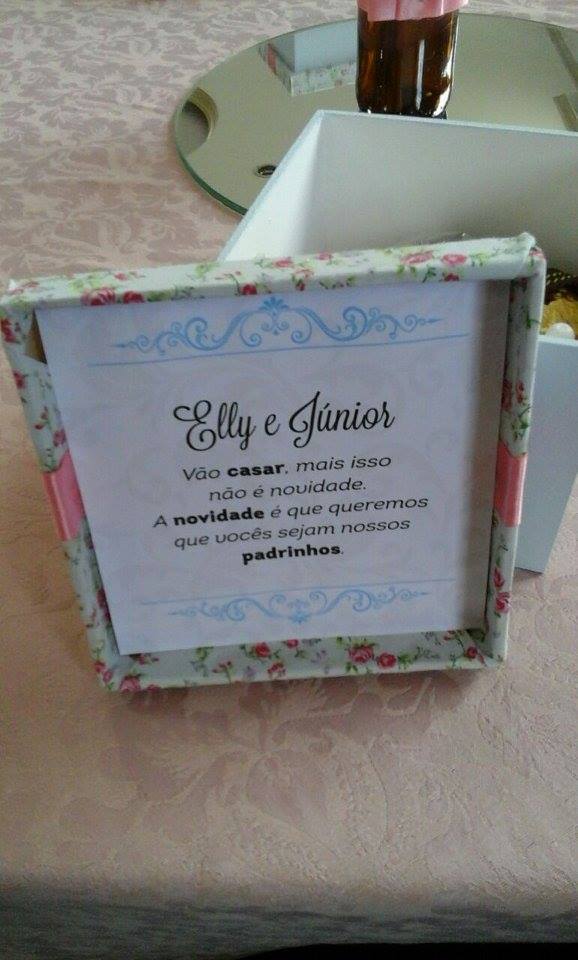 Elly e Júnior
Vão casar, mais isso
não é novidade.
A novidade é que queremos
que vocês sejam nossos
padrinhos.